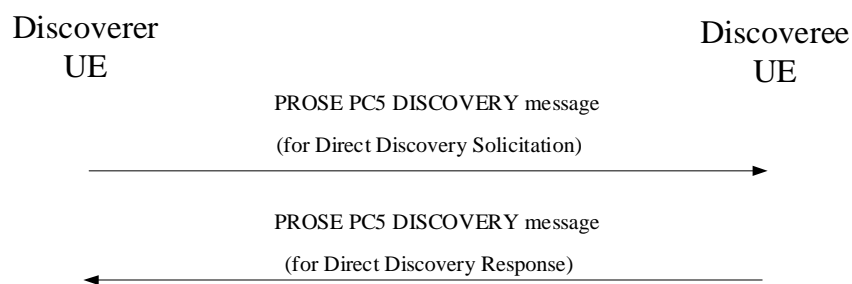 Discoverer
UE
Discoveree
UE
PROSE PC5 DISCOVERY message
(for Direct Discovery Solicitation)
PROSE PC5 DISCOVERY message
(for Direct Discovery Response)